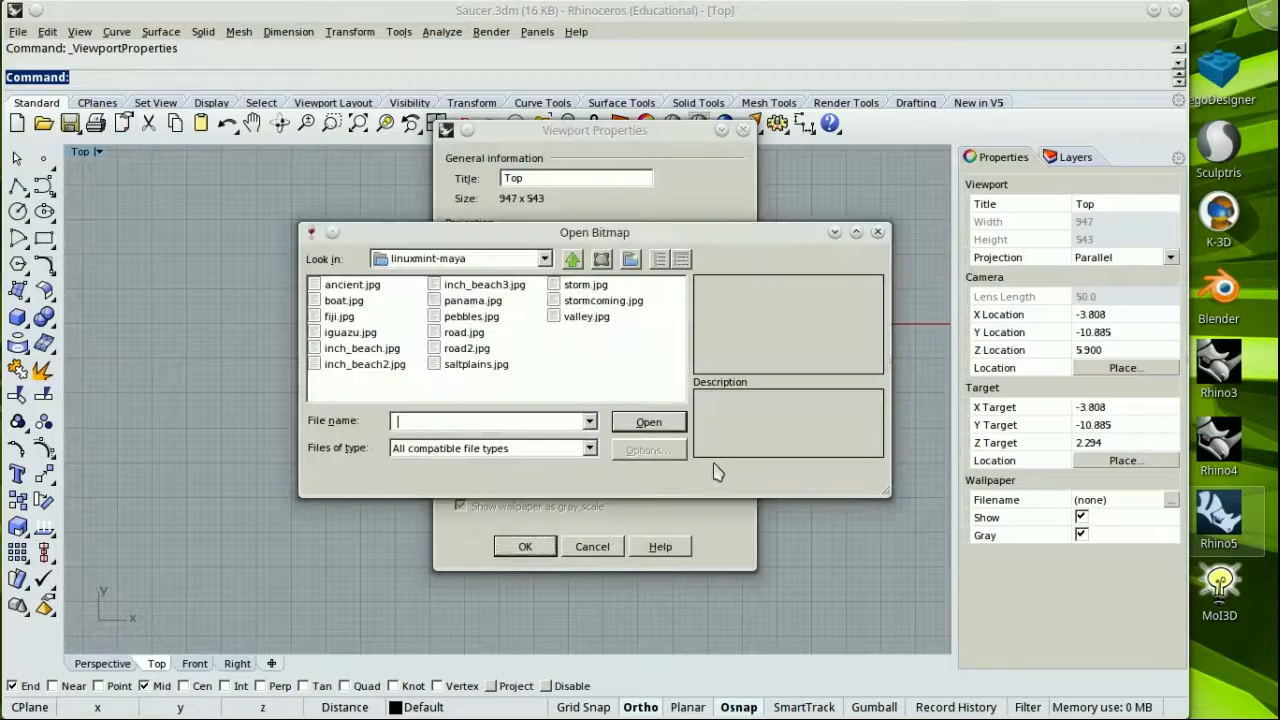 Saucer.3dm (16 KB) - Rhinoceros (Educational) - [Top]
File Edit View Curve Surface Solid Mesh Dimension Transform Tools Analyze Render Panels Help
Command: _ViewportProperties
Command:
Standard CPlanes Set View Display Select Viewport Layout Visibility Transform Curve Tools Surface Tools Solid Tools Mesh Tools Render Tools Drafting New in V5
Top
Viewport Properties
General information
Title: Top
Size: 947 x 543
Open Bitmap
Look in: linuxmint-maya
ancient.jpg inch_beach3.jpg storm.jpg
boat.jpg panama.jpg stormcoming.jpg
fiji.jpg pebbles.jpg valley.jpg
iguazu.jpg road.jpg
inch_beach.jpg road2.jpg
inch_beach2.jpg saltplains.jpg
Description
File name: Open
Files of type: All compatible file types Options...
Show wallpaper as gray scale
OK Cancel Help
Properties Layers
Viewport
Title Top
Width 947
Height 543
Projection Parallel
Camera
Lens Length 50.0
X Location -3.808
Y Location -10.885
Z Location 5.900
Location Place...
Target
X Target -3.808
Y Target -10.885
Z Target 2.294
Location Place...
Wallpaper
Filename (none) ...
Show
Gray
egoDesigner
Sculptris
K-3D
Blender
Rhino3
Rhino4
Rhino5
MoI3D
y
x
Perspective Top Front Right
End Near Point Mid Cen Int Perp Tan Quad Knot Vertex Project Disable
CPlane x y z Distance Default Grid Snap Ortho Planar Osnap SmartTrack Gumball Record History Filter Memory use: 0 MB